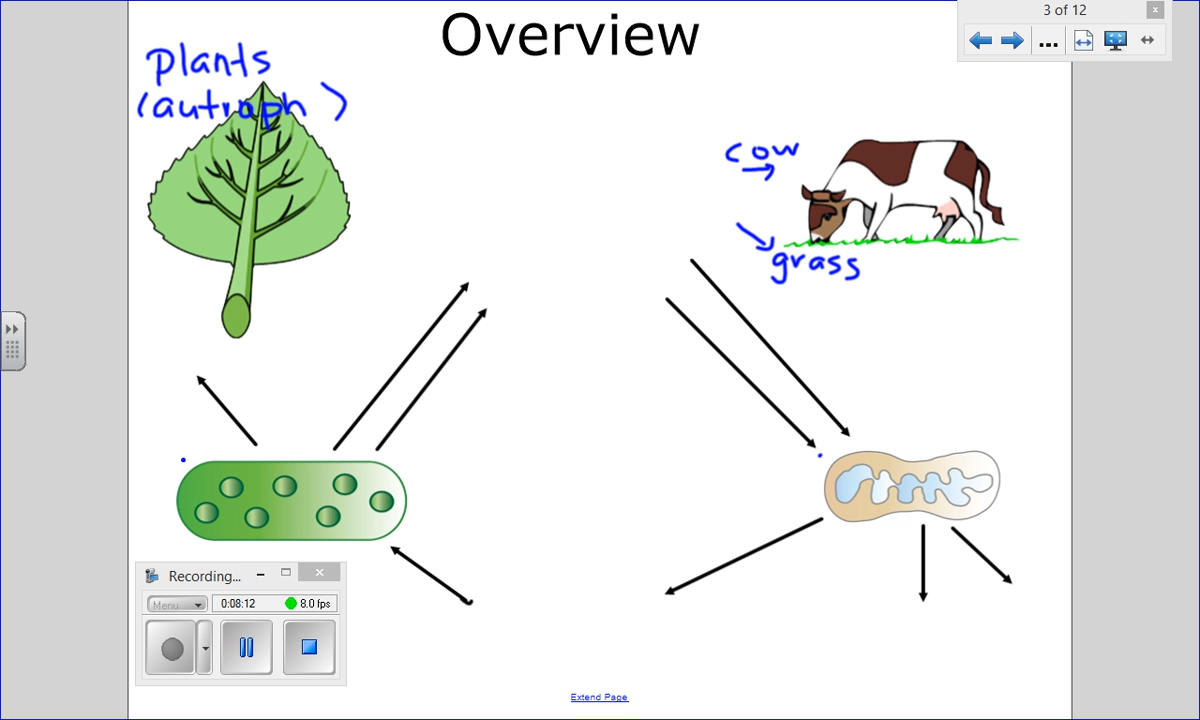 Overview
3 of 12
x
...
plants
(autroph )
cow
grass
Recording...
Menu
0:08:12
8.0 fps
Extend Page